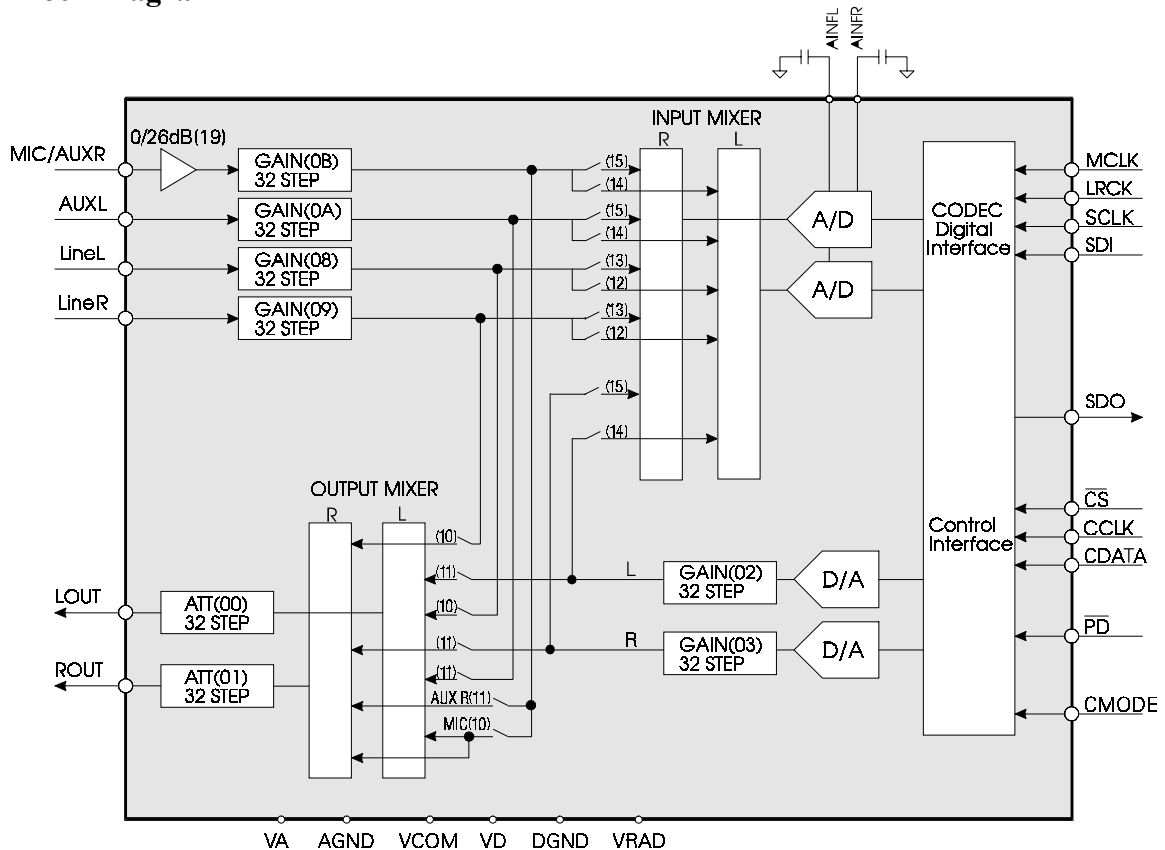 AINFL
AINFR
INPUT MIXER
R
L
0/26dB(19)
MIC/AUXR
GAIN(0B)
32 STEP
(15)
(14)
MCLK
LRCK
AUXL
GAIN(0A)
32 STEP
(15)
(14)
A/D
CODEC
Digital
Interface
SCLK
SDI
LineL
GAIN(08)
32 STEP
(13)
(12)
A/D
LineR
GAIN(09)
32 STEP
(13)
(12)
(15)
SDO
(14)
OUTPUT MIXER
R
L
(10)
CS
CCLK
CDATA
Control
Interface
(11)
L
GAIN(02)
32 STEP
D/A
LOUT
ATT(00)
32 STEP
(10)
PD
(11)
R
GAIN(03)
32 STEP
D/A
ROUT
ATT(01)
32 STEP
(11)
AUX R(11)
MIC(10)
CMODE
VA
AGND
VCOM
VD
DGND
VRAD